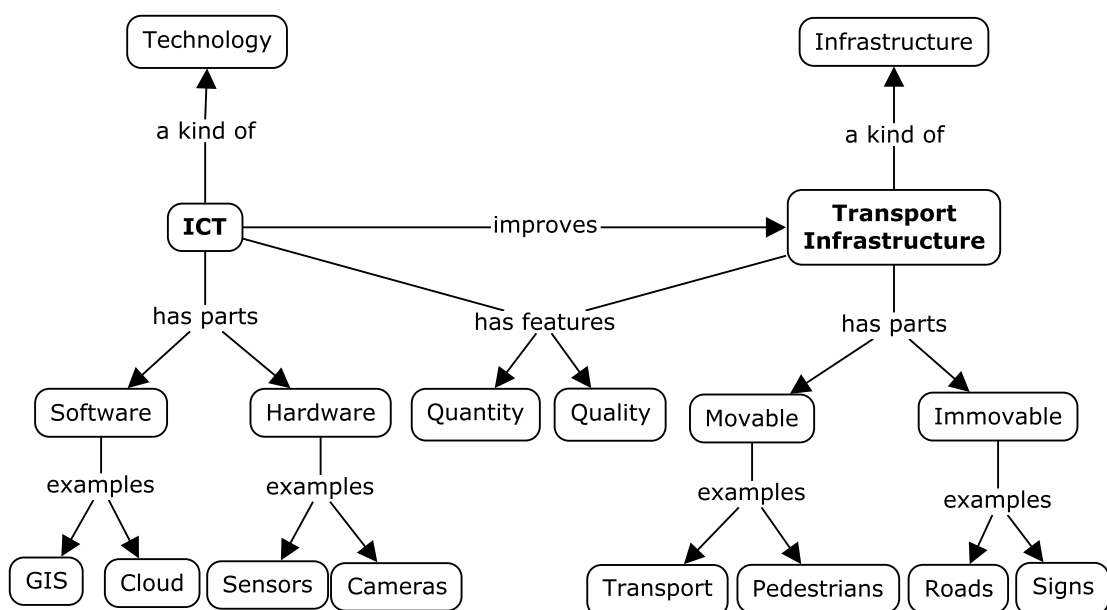 Technology
Infrastructure
a kind of
a kind of
ICT
improves
Transport
Infrastructure
has parts
has features
has parts
Software
Hardware
Quantity
Quality
Movable
Immovable
examples
examples
examples
examples
GIS
Cloud
Sensors
Cameras
Transport
Pedestrians
Roads
Signs